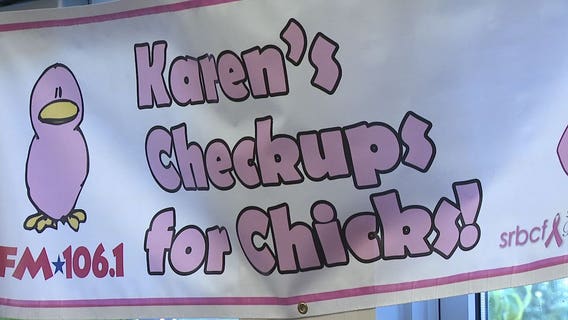 Karen's
Checkups
for Chicks!
FM★106.1
srbcf